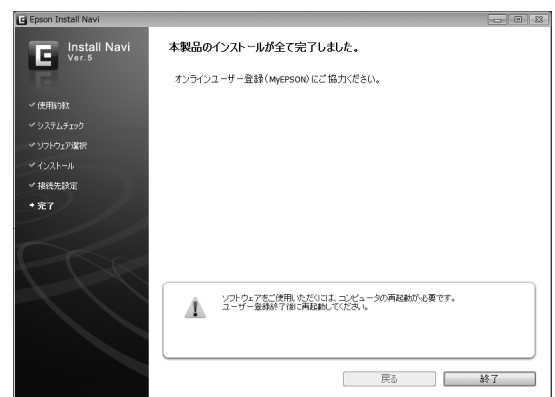 Epson Install Navi
E
Install Navi
Ver.5
使用約款
システムチェック
ソフトウェア選択
インストール
接続先設定
完了
本製品のインストールが全て完了しました。
オンラインユーザー登録（MyEPSON）にご協力ください。
ソフトウェアをご使用いただくには、コンピュータの再起動が必要です。
ユーザー登録終了後に再起動してください。
戻る
終了